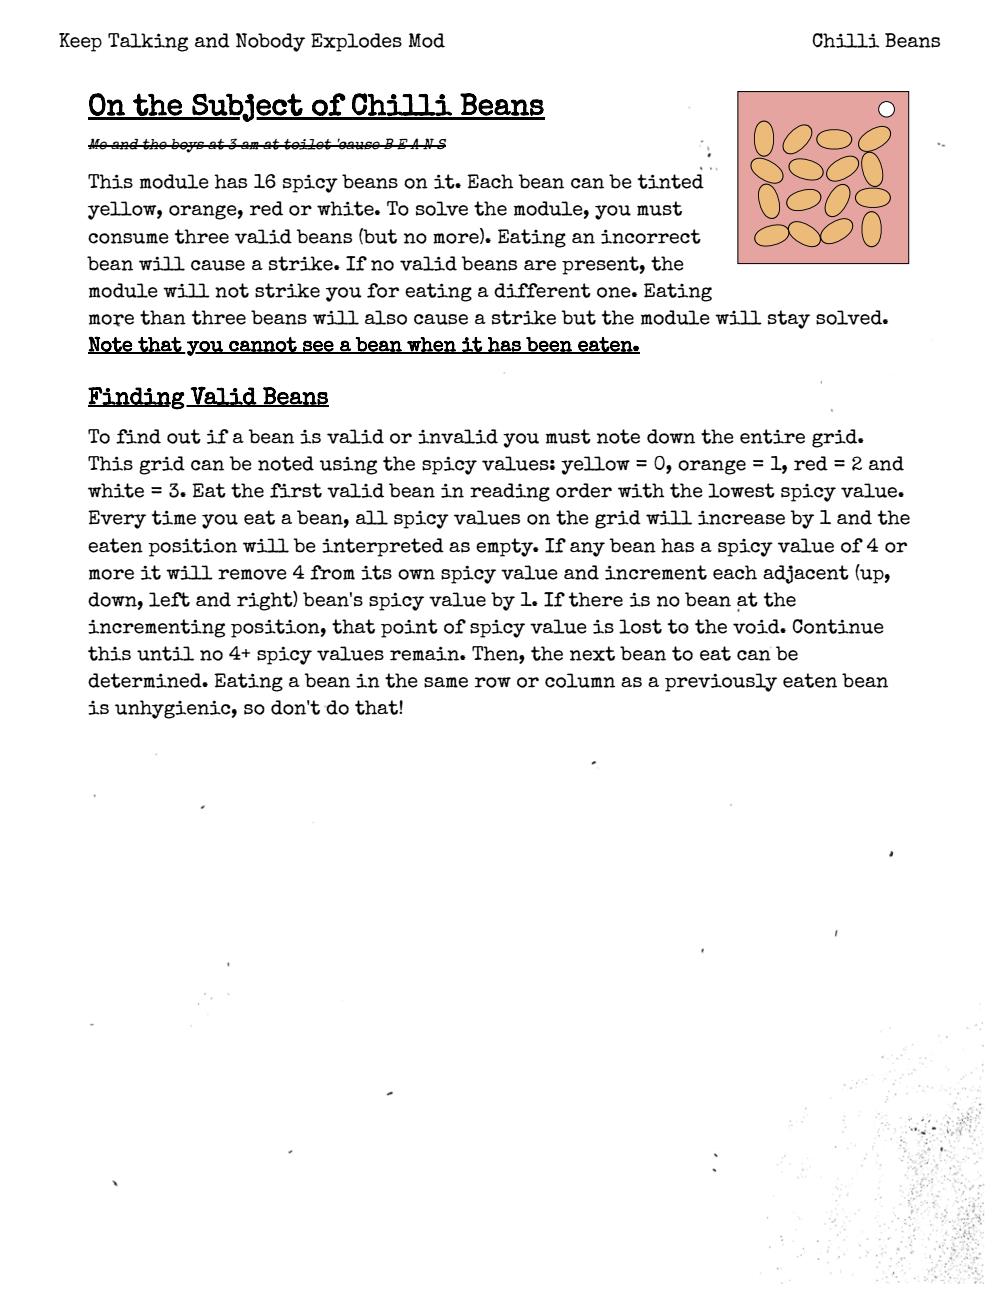 Keep Talking and Nobody Explodes Mod
Chilli Beans
On the Subject of Chilli Beans
Me and the boys at 3 am at toilet 'cause B E A N S
This module has 16 spicy beans on it. Each bean can be tinted
yellow, orange, red or white. To solve the module, you must
consume three valid beans (but no more). Eating an incorrect
bean will cause a strike. If no valid beans are present, the
module will not strike you for eating a different one. Eating
more than three beans will also cause a strike but the module will stay solved.
Note that you cannot see a bean when it has been eaten.
Finding Valid Beans
To find out if a bean is valid or invalid you must note down the entire grid.
This grid can be noted using the spicy values: yellow = 0, orange = 1, red = 2 and
white = 3. Eat the first valid bean in reading order with the lowest spicy value.
Every time you eat a bean, all spicy values on the grid will increase by 1 and the
eaten position will be interpreted as empty. If any bean has a spicy value of 4 or
more it will remove 4 from its own spicy value and increment each adjacent (up,
down, left and right) bean's spicy value by 1. If there is no bean at the
incrementing position, that point of spicy value is lost to the void. Continue
this until no 4+ spicy values remain. Then, the next bean to eat can be
determined. Eating a bean in the same row or column as a previously eaten bean
is unhygienic, so don't do that!